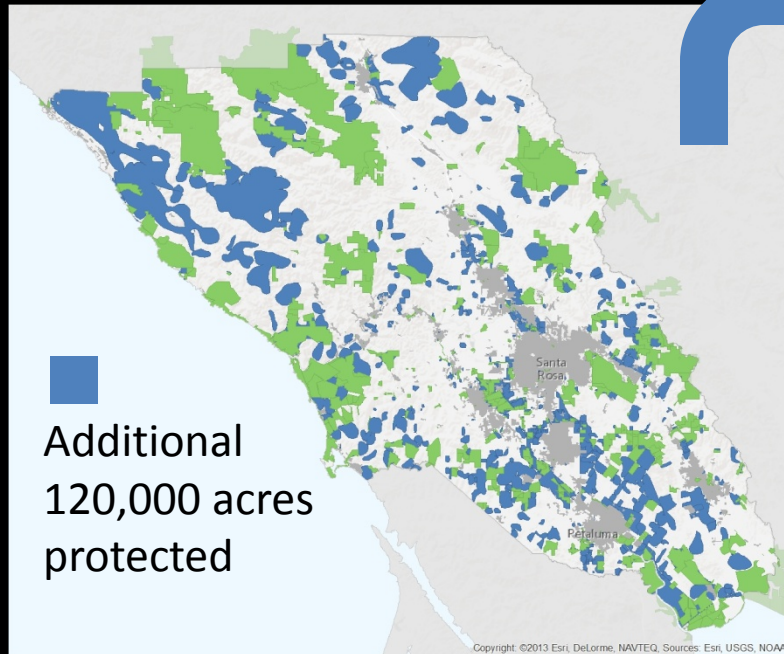 Santa
Rosa
Petaluma
Additional
120,000 acres
protected
Copyright: ©2013 Esri, DeLorme, NAVTEQ, Sources: Esri, USGS, NOAA